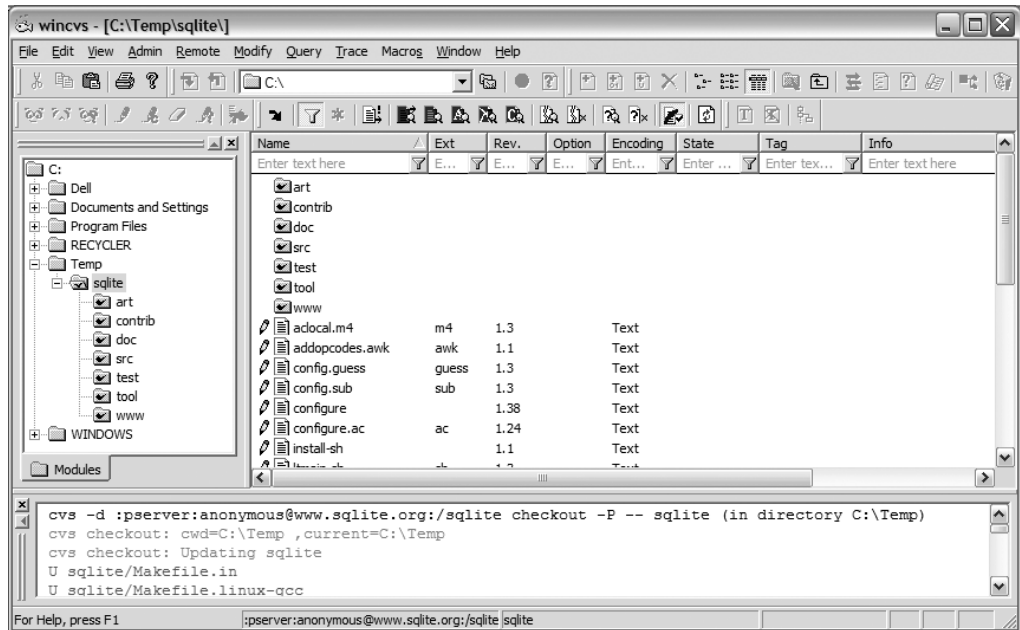 wincvs - [C:\Temp\sqlite\]
File Edit View Admin Remote Modify Query Trace Macros Window Help
C:\
C:
Dell
Documents and Settings
Program Files
RECYCLER
Temp
sqlite
art
contrib
doc
src
test
tool
www
WINDOWS
Modules
Name Ext Rev. Option Encoding State Tag Info
Enter text here E... E... E... Ent... Enter ... Enter tex... Enter text here
art
contrib
doc
src
test
tool
www
aclocal.m4 m4 1.3 Text
addopcodes.awk awk 1.1 Text
config.guess guess 1.3 Text
config.sub sub 1.3 Text
configure 1.38 Text
configure.ac ac 1.24 Text
install-sh 1.1 Text
cvs -d :pserver:anonymous@www.sqlite.org:/sqlite checkout -P -- sqlite (in directory C:\Temp)
cvs checkout: cwd=C:\Temp ,current=C:\Temp
cvs checkout: Updating sqlite
U sqlite/Makefile.in
U sqlite/Makefile.linux-gcc
For Help, press F1 :pserver:anonymous@www.sqlite.org:/sqlite sqlite